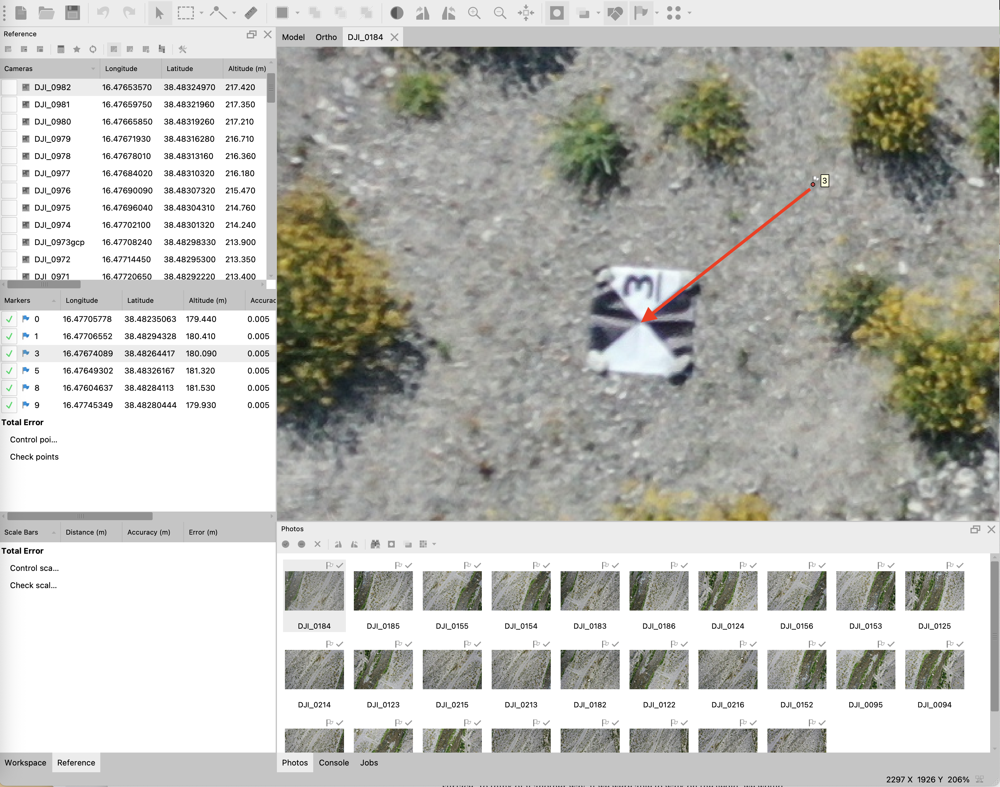 Reference
Model Ortho DJI_0184
Cameras Longitude Latitude Altitude (m)
DJI_0982 16.47653570 38.48324970 217.420
DJI_0981 16.47659750 38.48321960 217.350
DJI_0980 16.47665850 38.48319260 217.210
DJI_0979 16.47671930 38.48316280 216.710
DJI_0978 16.47678010 38.48313160 216.360
DJI_0977 16.47684020 38.48310320 216.180
DJI_0976 16.47690090 38.48307320 215.470
DJI_0975 16.47696040 38.48304310 214.760
DJI_0974 16.47702100 38.48301320 214.240
DJI_0973gcp 16.47708240 38.48298330 213.900
DJI_0972 16.47714450 38.48295300 213.350
DJI_0971 16.47720650 38.48292220 213.400
Markers Longitude Latitude Altitude (m) Accurac
0 16.47705778 38.48235063 179.440 0.005
1 16.47706552 38.48294328 180.410 0.005
3 16.47674089 38.48264417 180.090 0.005
5 16.47649302 38.48326167 181.320 0.005
8 16.47604637 38.48284113 181.530 0.005
9 16.47745349 38.48280444 179.930 0.005
Total Error
Control poi...
Check points
Scale Bars Distance (m) Accuracy (m) Error (m)
Total Error
Control sca...
Check scal...
Workspace Reference
3
3
Photos
DJI_0184 DJI_0185 DJI_0155 DJI_0154 DJI_0183 DJI_0186 DJI_0124 DJI_0156 DJI_0153 DJI_0125
DJI_0214 DJI_0123 DJI_0215 DJI_0213 DJI_0182 DJI_0122 DJI_0216 DJI_0152 DJI_0095 DJI_0094
Photos Console Jobs
2297 X 1926 Y 206%